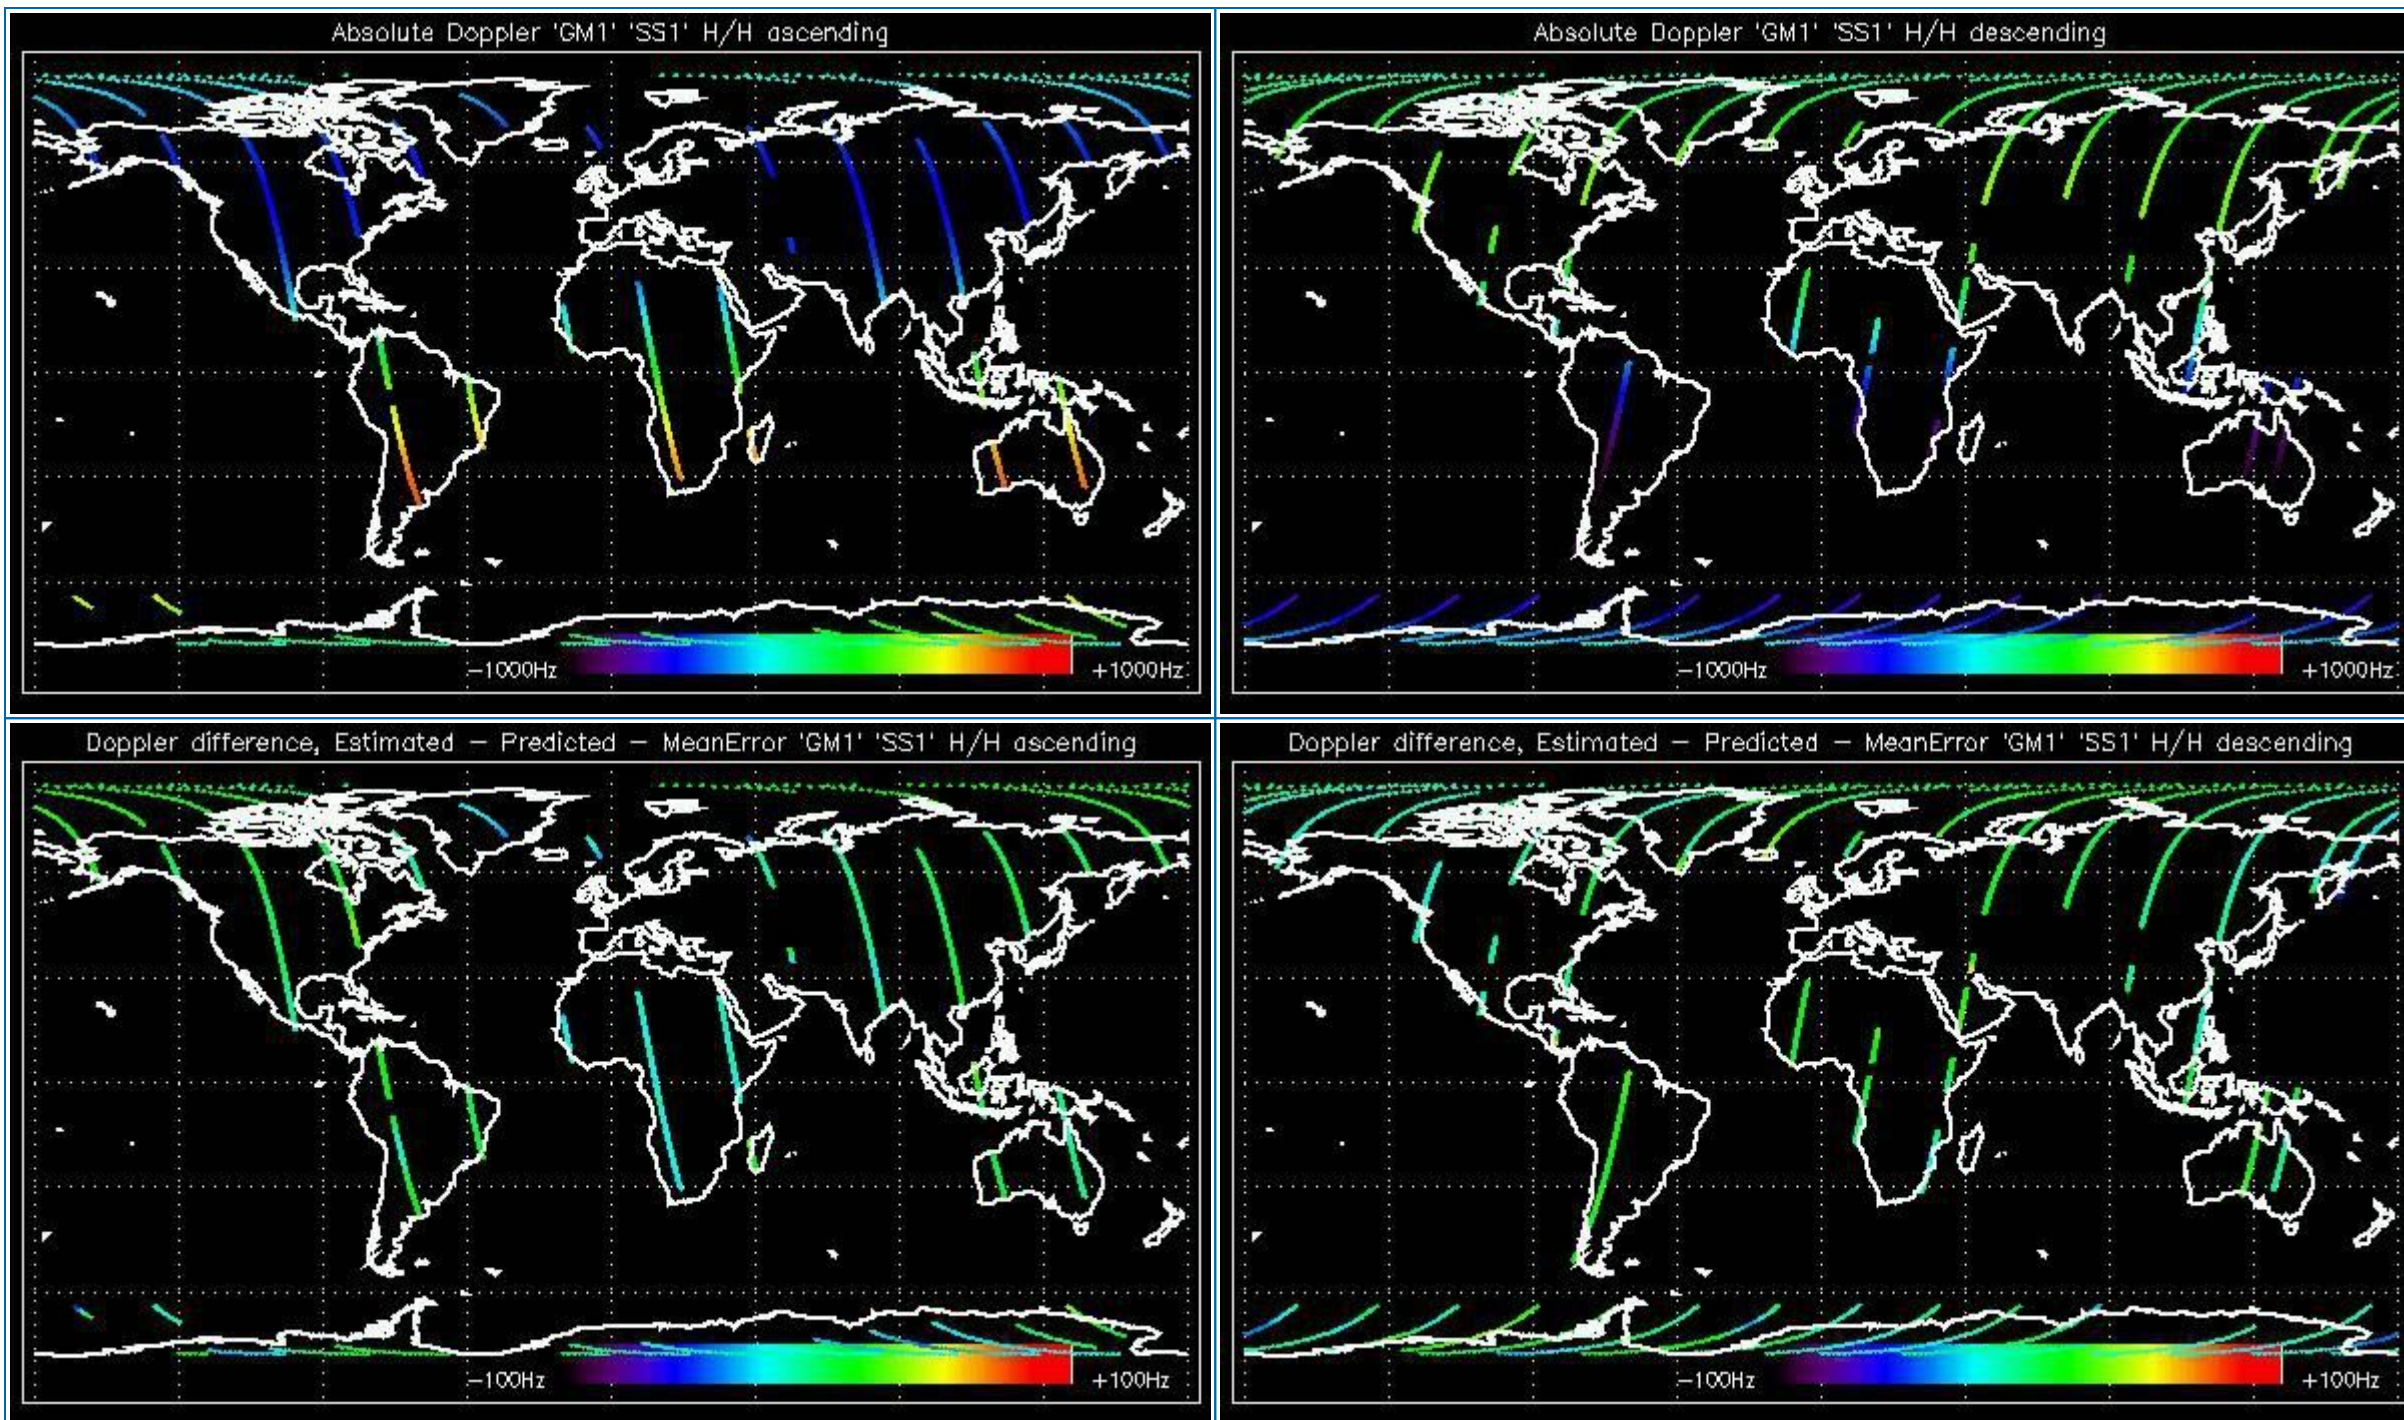 Absolute Doppler 'GM1' 'SS1' H/H ascending
-1000Hz
+1000Hz
Absolute Doppler 'GM1' 'SS1' H/H descending
-1000Hz
+1000Hz
Doppler difference, Estimated - Predicted - MeanError 'GM1' 'SS1' H/H ascending
-100Hz
+100Hz
Doppler difference, Estimated - Predicted - MeanError 'GM1' 'SS1' H/H descending
-100Hz
+100Hz